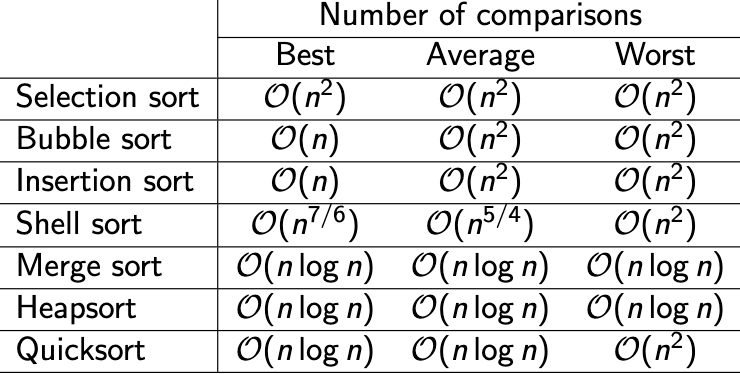 Number of comparisons
Best Average Worst
Selection sort 𝒪(n²) 𝒪(n²) 𝒪(n²)
Bubble sort 𝒪(n) 𝒪(n²) 𝒪(n²)
Insertion sort 𝒪(n) 𝒪(n²) 𝒪(n²)
Shell sort 𝒪(n^{7/6}) 𝒪(n^{5/4}) 𝒪(n²)
Merge sort 𝒪(n log n) 𝒪(n log n) 𝒪(n log n)
Heapsort 𝒪(n log n) 𝒪(n log n) 𝒪(n log n)
Quicksort 𝒪(n log n) 𝒪(n log n) 𝒪(n²)